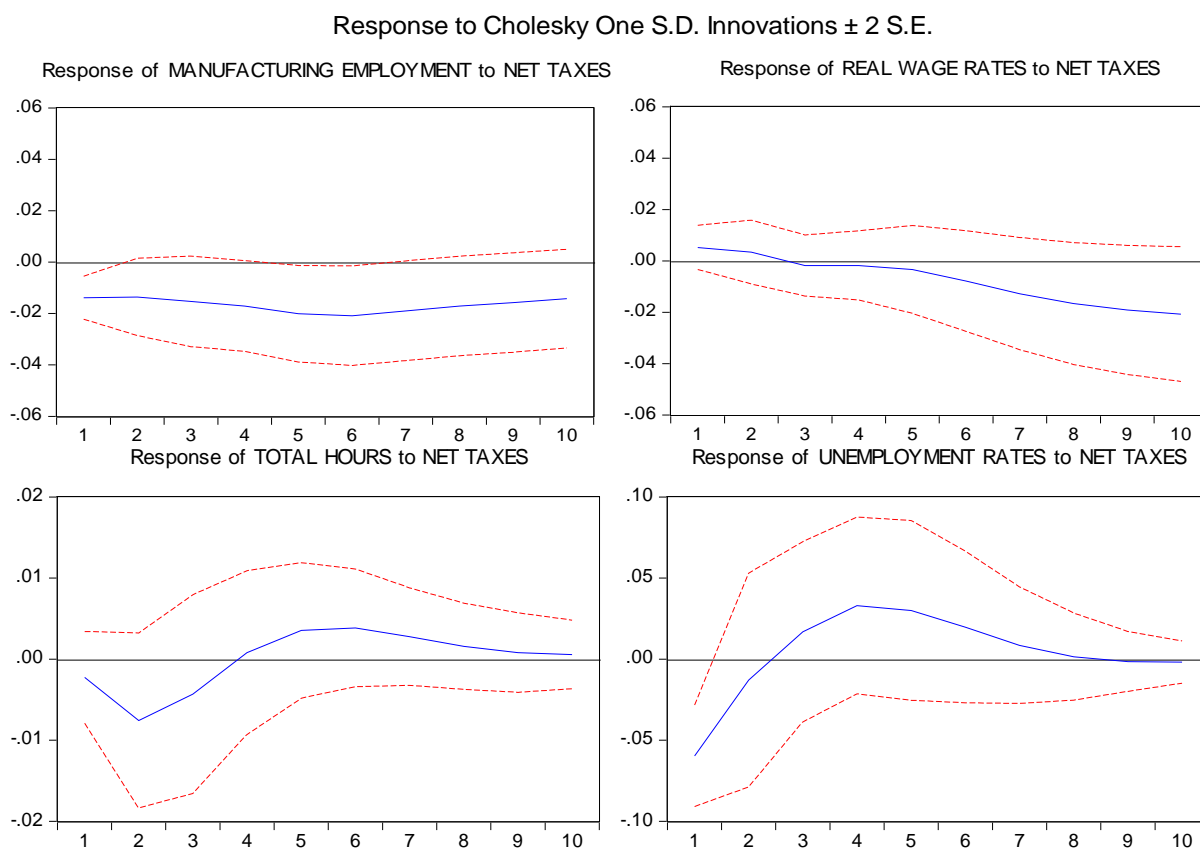 Response to Cholesky One S.D. Innovations ± 2 S.E.
Response of MANUFACTURING EMPLOYMENT to NET TAXES
.06
.04
.02
.00
-.02
-.04
-.06
1 2 3 4 5 6 7 8 9 10
Response of REAL WAGE RATES to NET TAXES
.06
.04
.02
.00
-.02
-.04
-.06
1 2 3 4 5 6 7 8 9 10
Response of TOTAL HOURS to NET TAXES
.02
.01
.00
-.01
-.02
1 2 3 4 5 6 7 8 9 10
Response of UNEMPLOYMENT RATES to NET TAXES
.10
.05
.00
-.05
-.10
1 2 3 4 5 6 7 8 9 10